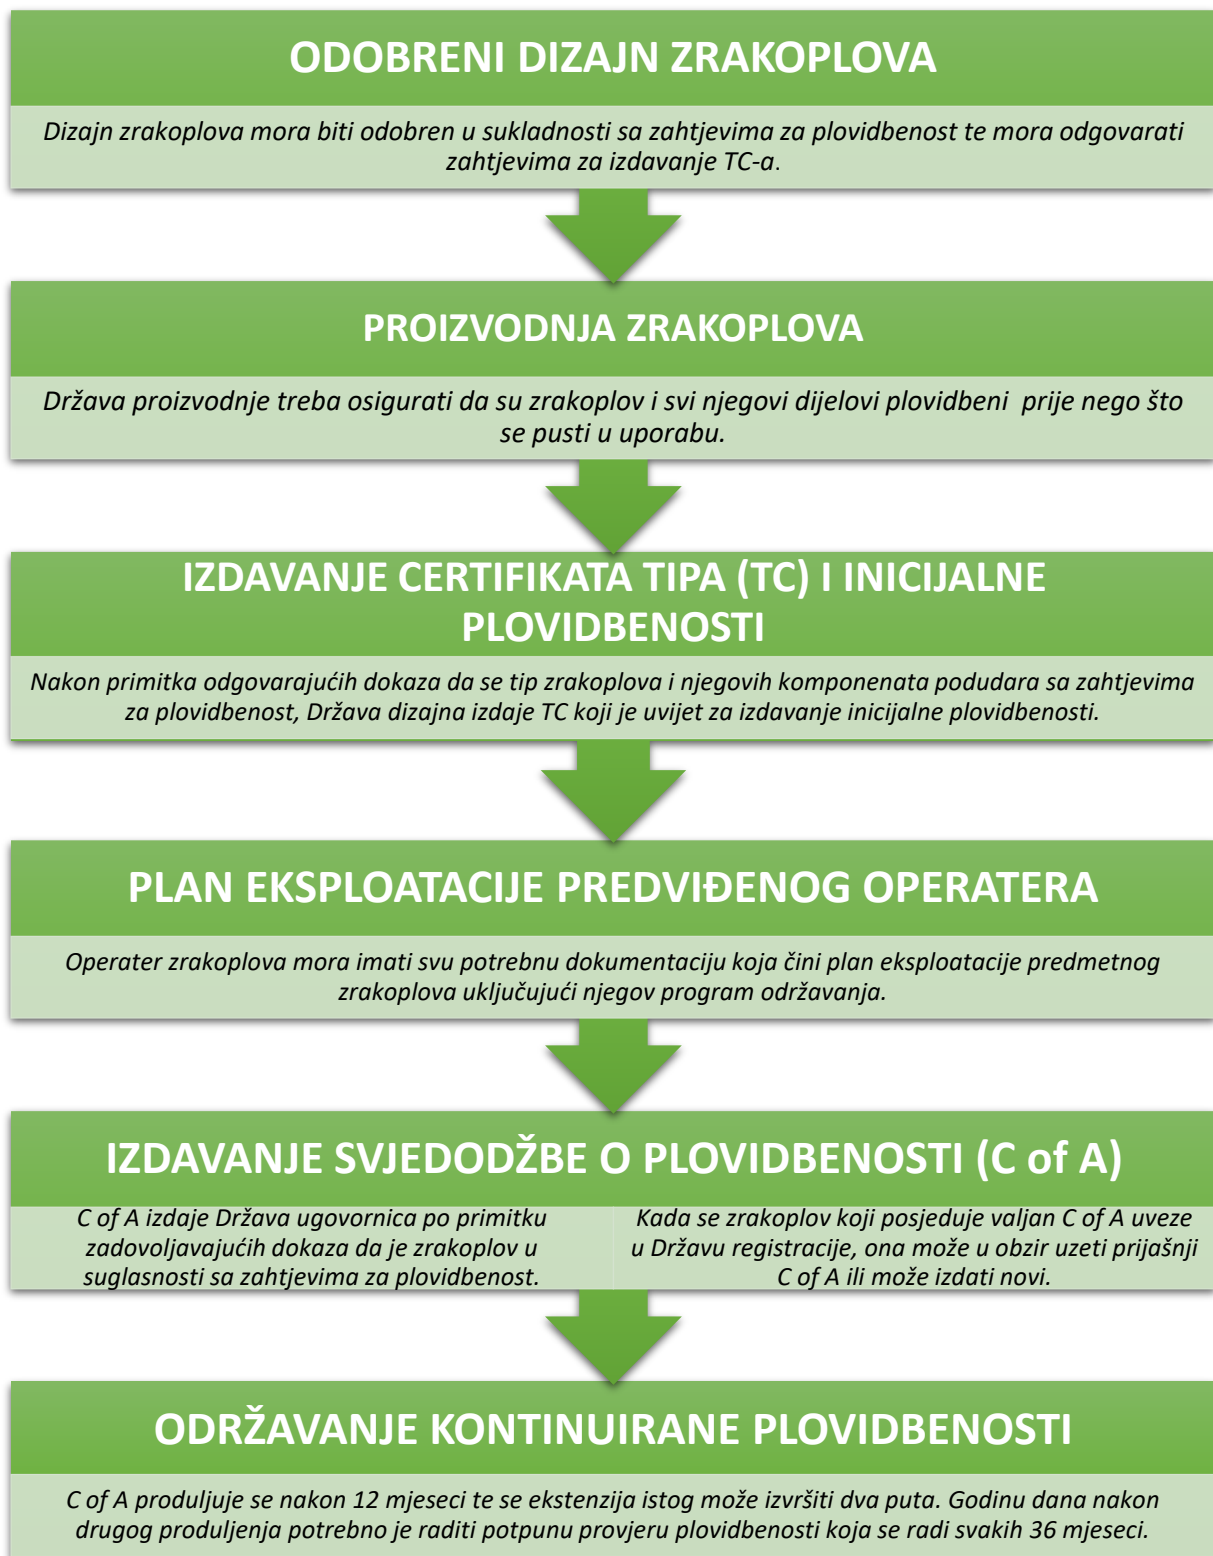 ODOBRENI DIZAJN ZRAKOPLOVA
Dizajn zrakoplova mora biti odobren u sukladnosti sa zahtjevima za plovidbenost te mora odgovarati
zahtjevima za izdavanje TC-a.
PROIZVODNJA ZRAKOPLOVA
Država proizvodnje treba osigurati da su zrakoplov i svi njegovi dijelovi plovidbeni prije nego što
se pusti u uporabu.
IZDAVANJE CERTIFIKATA TIPA (TC) I INICIJALNE
PLOVIDBENOSTI
Nakon primitka odgovarajućih dokaza da se tip zrakoplova i njegovih komponenata podudara sa zahtjevima
za plovidbenost, Država dizajna izdaje TC koji je uvijet za izdavanje inicijalne plovidbenosti.
PLAN EKSPLOATACIJE PREDVIĐENOG OPERATERA
Operater zrakoplova mora imati svu potrebnu dokumentaciju koja čini plan eksploatacije predmetnog
zrakoplova uključujući njegov program održavanja.
IZDAVANJE SVJEDODŽBE O PLOVIDBENOSTI (C of A)
C of A izdaje Država ugovornica po primitku
zadovoljavajućih dokaza da je zrakoplov u
suglasnosti sa zahtjevima za plovidbenost.
Kada se zrakoplov koji posjeduje valjan C of A uveze
u Državu registracije, ona može u obzir uzeti prijašnji
C of A ili može izdati novi.
ODRŽAVANJE KONTINUIRANE PLOVIDBENOSTI
C of A produljuje se nakon 12 mjeseci te se ekstenzija istog može izvršiti dva puta. Godinu dana nakon
drugog produljenja potrebno je raditi potpunu provjeru plovidbenosti koja se radi svakih 36 mjeseci.